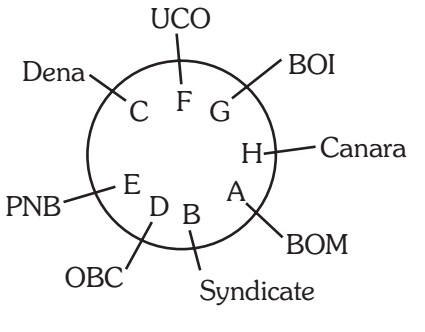 UCO
Dena
BOI
C F G
H Canara
E
PNB
D B A
BOM
OBC
Syndicate